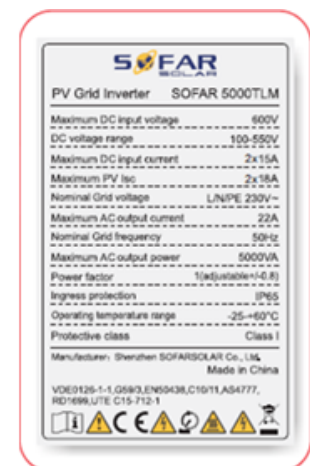 SOFAR
SOLAR
PV Grid Inverter SOFAR 5000TLM
Maximum DC input voltage 600V
DC voltage range 100-550V
Maximum DC input current 2x15A
Maximum PV Isc 2x18A
Nominal Grid voltage L/N/PE 230V~
Maximum AC output current 22A
Nominal Grid frequency 50Hz
Maximum AC output power 5000VA
Power factor 1(adjustable+/-0.8)
Ingress protection IP65
Operating temperature range -25-+60°C
Protective class Class I
Manufacturer: Shenzhen SOFARSOLAR Co., Ltd.
Made in China
VDE0126-1-1,G59/3,EN50438,C10/11,AS4777,
RD1699,UTE C15-712-1